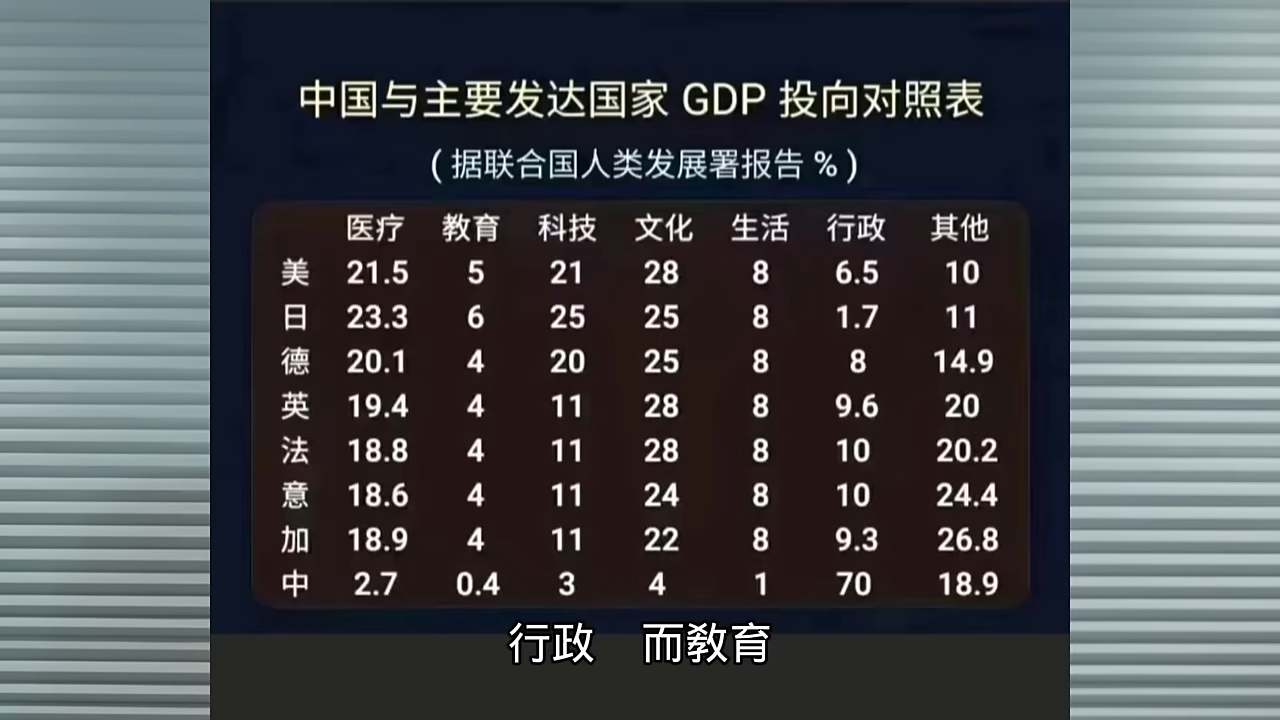 中国与主要发达国家 GDP 投向对照表
( 据联合国人类发展署报告 % )
医疗 教育 科技 文化 生活 行政 其他
美 21.5 5 21 28 8 6.5 10
日 23.3 6 25 25 8 1.7 11
德 20.1 4 20 25 8 8 14.9
英 19.4 4 11 28 8 9.6 20
法 18.8 4 11 28 8 10 20.2
意 18.6 4 11 24 8 10 24.4
加 18.9 4 11 22 8 9.3 26.8
中 2.7 0.4 3 4 1 70 18.9
行政 而教育